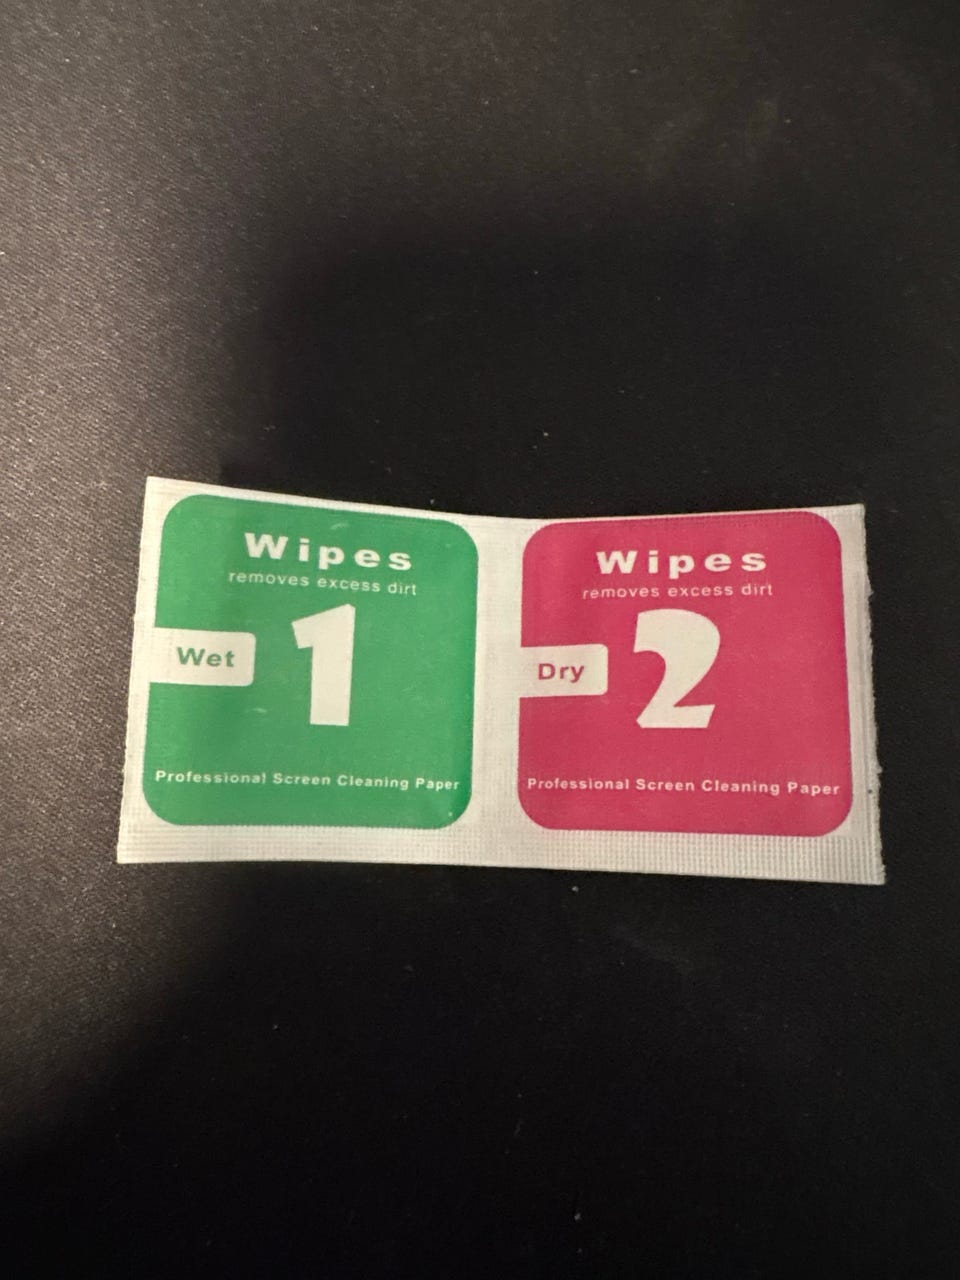 Wipes
removes excess dirt
1
Wet
Professional Screen Cleaning Paper
Wipes
removes excess dirt
2
Dry
Professional Screen Cleaning Paper